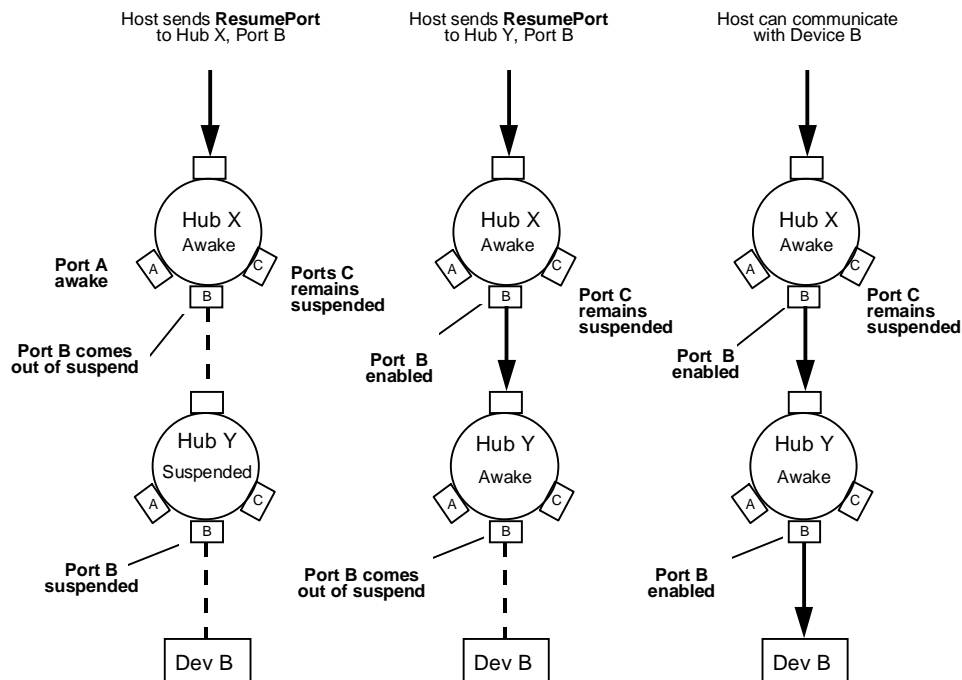 Host sends ResumePort
to Hub X, Port B
Hub X
Awake
A
B
C
Port A
awake
Ports C
remains
suspended
Port B comes
out of suspend
Hub Y
Suspended
A
B
C
Port B
suspended
Dev B
Host sends ResumePort
to Hub Y, Port B
Hub X
Awake
A
B
C
Port C
remains
suspended
Port B
enabled
Hub Y
Awake
A
B
C
Port B comes
out of suspend
Dev B
Host can communicate
with Device B
Hub X
Awake
A
B
C
Port C
remains
suspended
Port B
enabled
Hub Y
Awake
A
B
C
Port B
enabled
Dev B